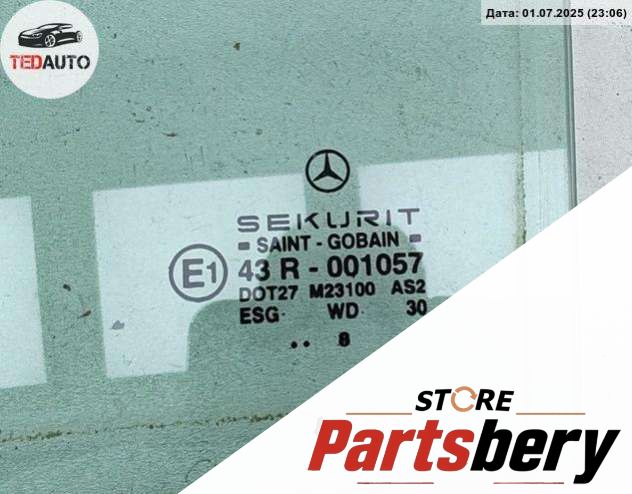 Дата: 01.07.2025 (23:06)
TEDAUTO
SEKURIT
SAINT - GOBAIN
E1 43 R - 001057
DOT27 M23100 AS2
ESG WD 30
.. 8
STORE
Partsbery